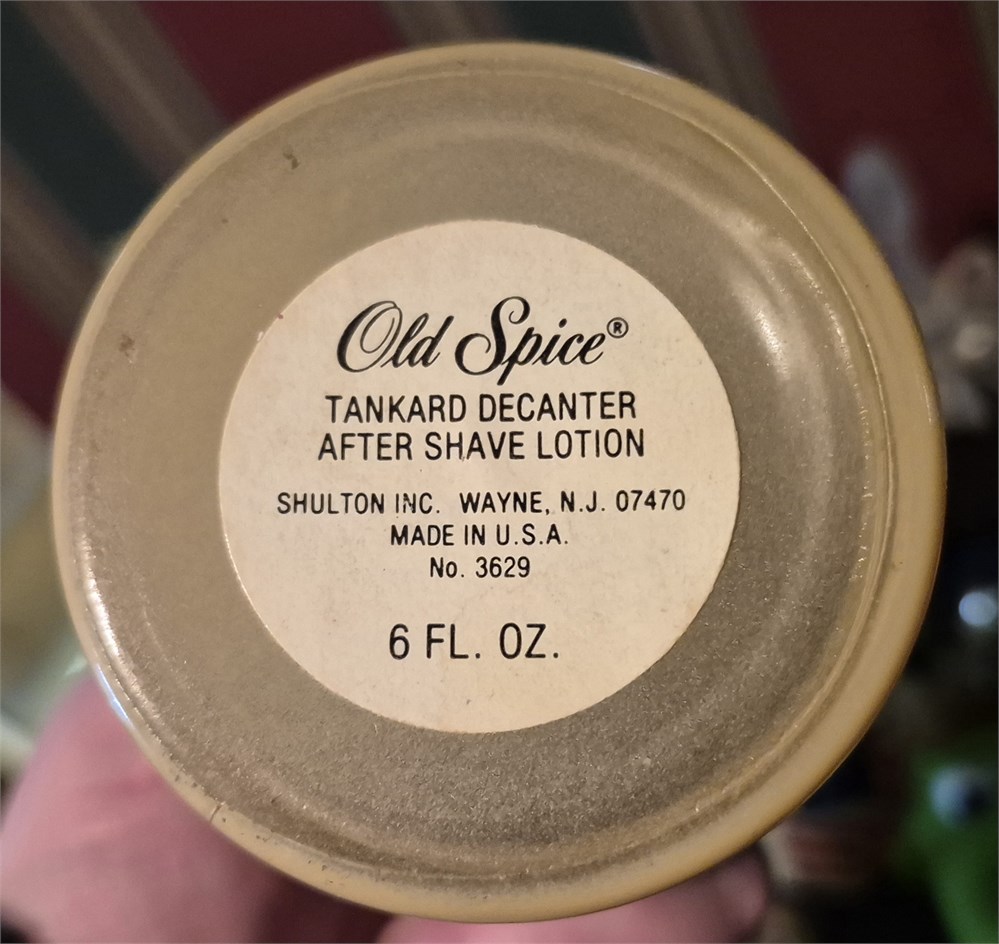 Old Spice®
TANKARD DECANTER
AFTER SHAVE LOTION
SHULTON INC. WAYNE, N.J. 07470
MADE IN U.S.A.
No. 3629
6 FL. OZ.